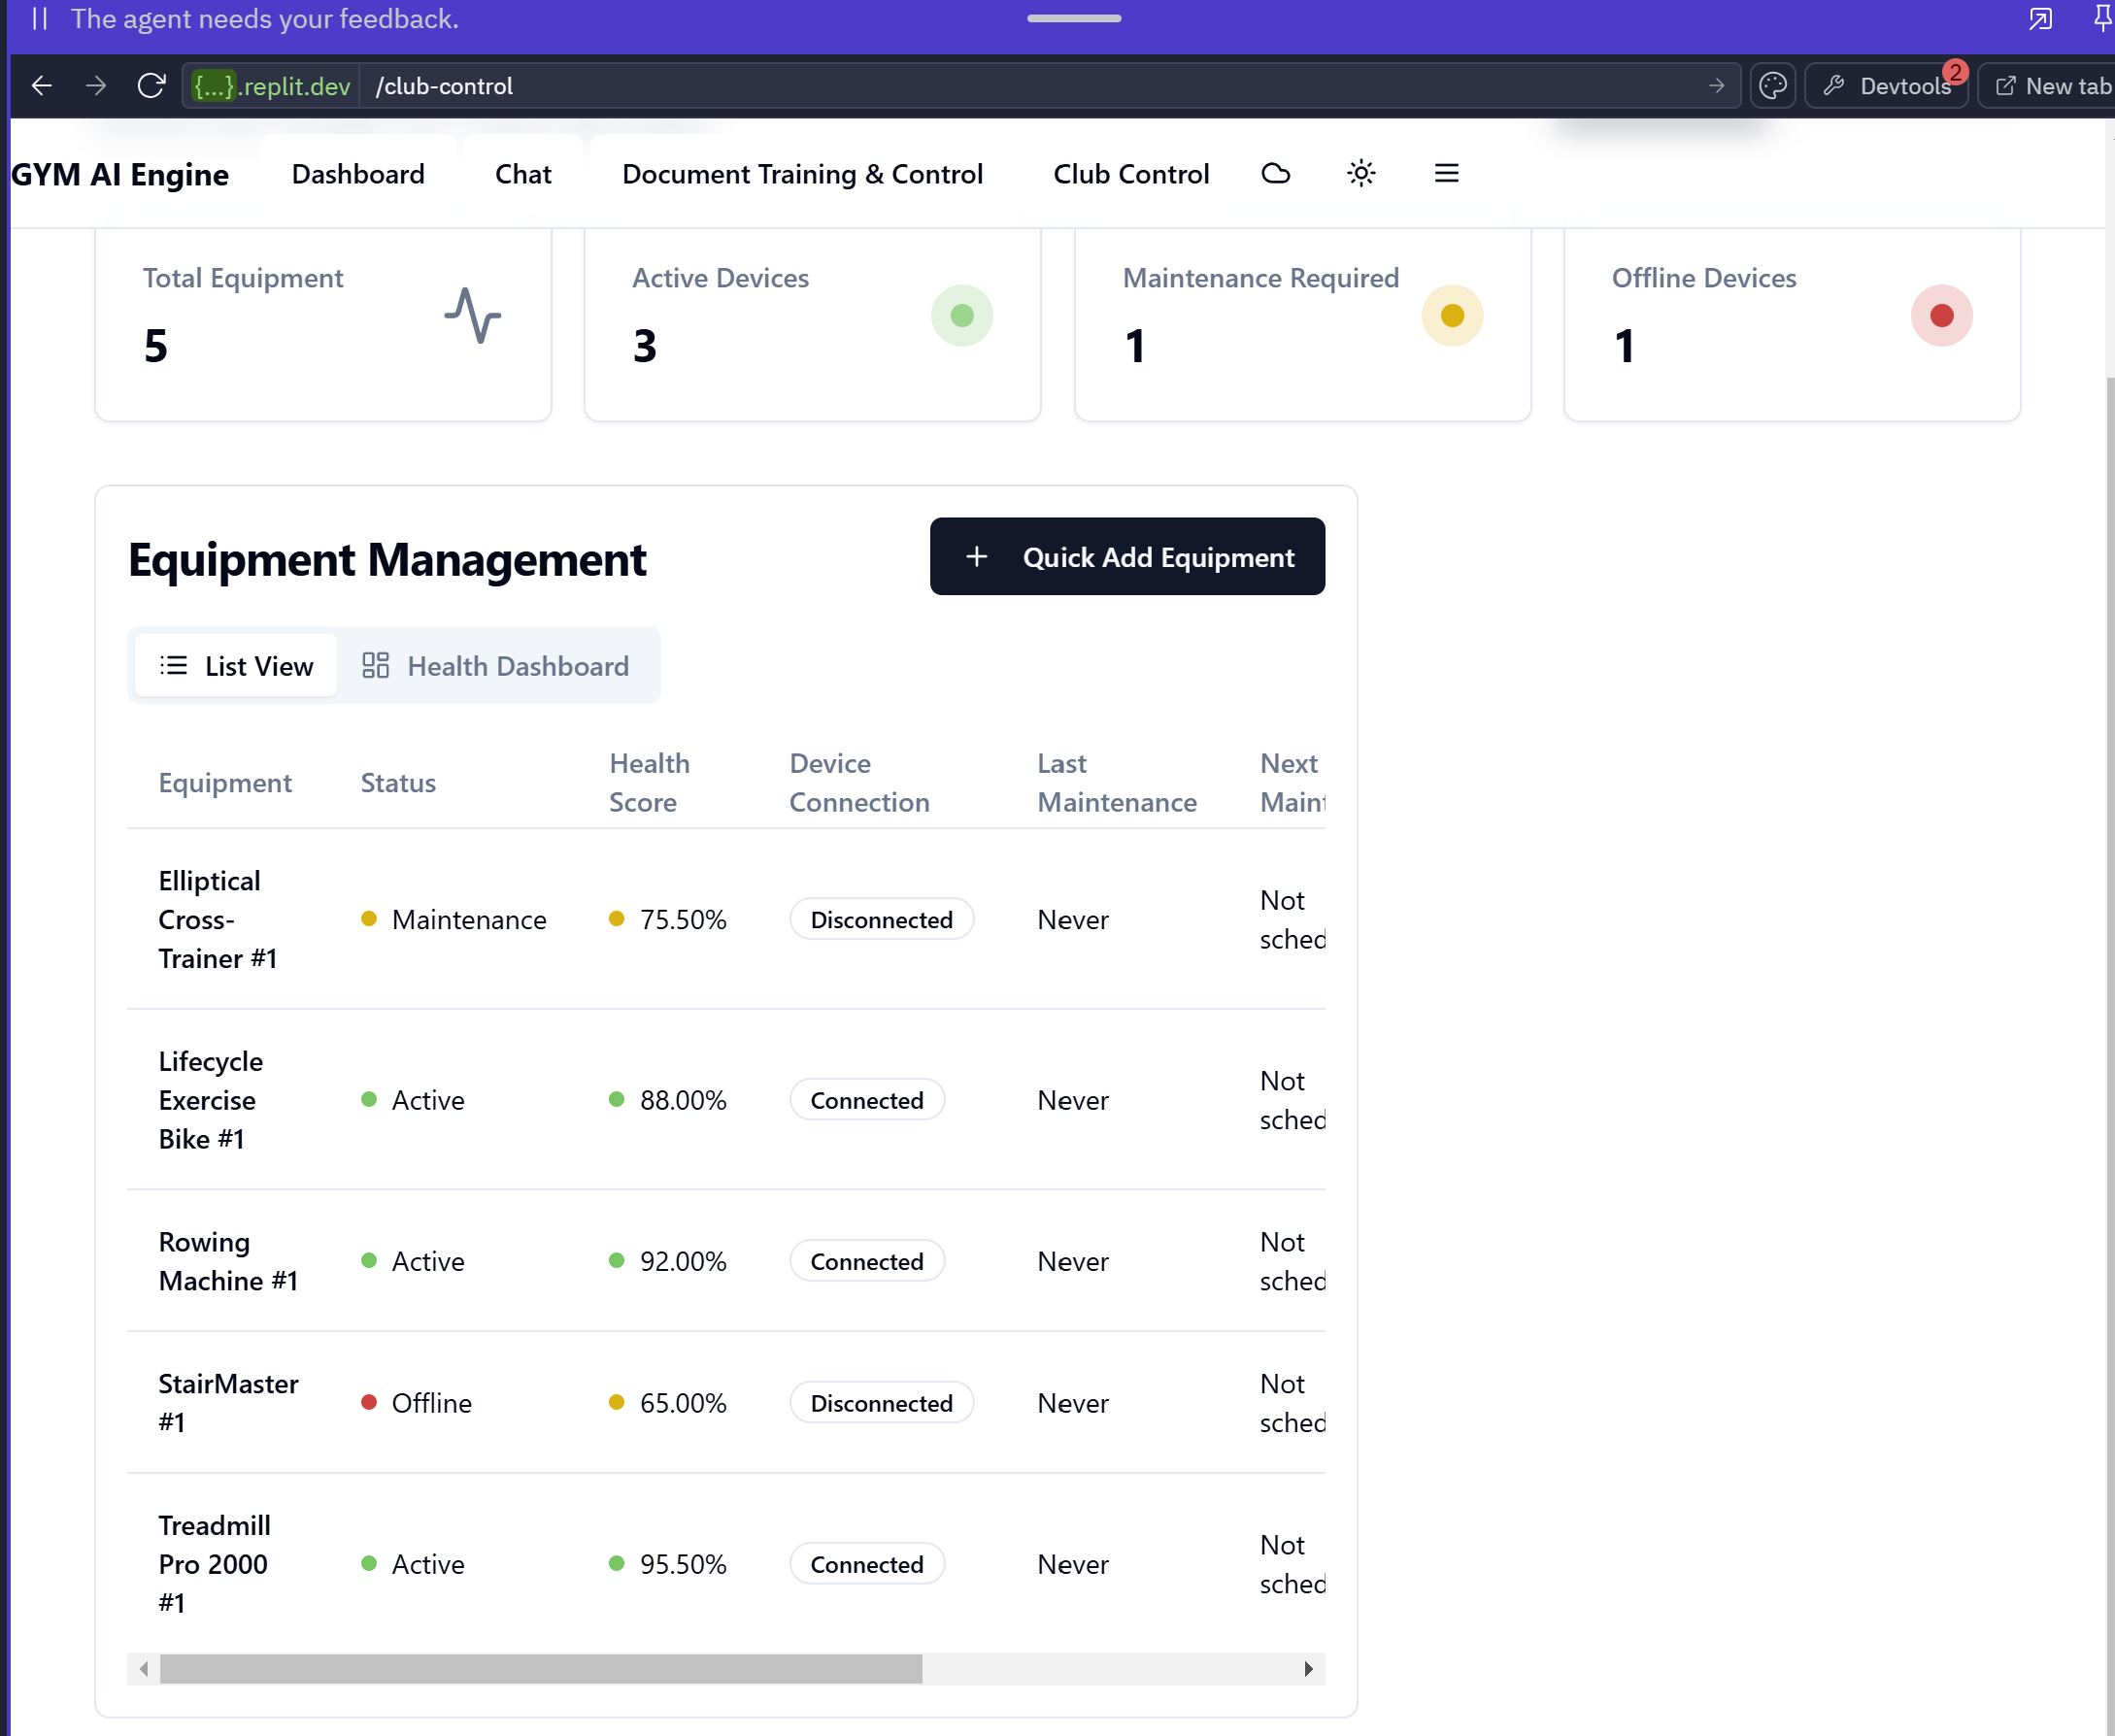 The agent needs your feedback.
{...}.replit.dev /club-control
Devtools 2
New tab
GYM AI Engine
Dashboard
Chat
Document Training & Control
Club Control
Total Equipment
5
Active Devices
3
Maintenance Required
1
Offline Devices
1
Equipment Management
Quick Add Equipment
List View
Health Dashboard
Equipment
Status
Health
Score
Device
Connection
Last
Maintenance
Next
Maint
Elliptical
Cross-
Trainer #1
Maintenance
75.50%
Disconnected
Never
Not
sched
Lifecycle
Exercise
Bike #1
Active
88.00%
Connected
Never
Not
sched
Rowing
Machine #1
Active
92.00%
Connected
Never
Not
sched
StairMaster
#1
Offline
65.00%
Disconnected
Never
Not
sched
Treadmill
Pro 2000
#1
Active
95.50%
Connected
Never
Not
sched